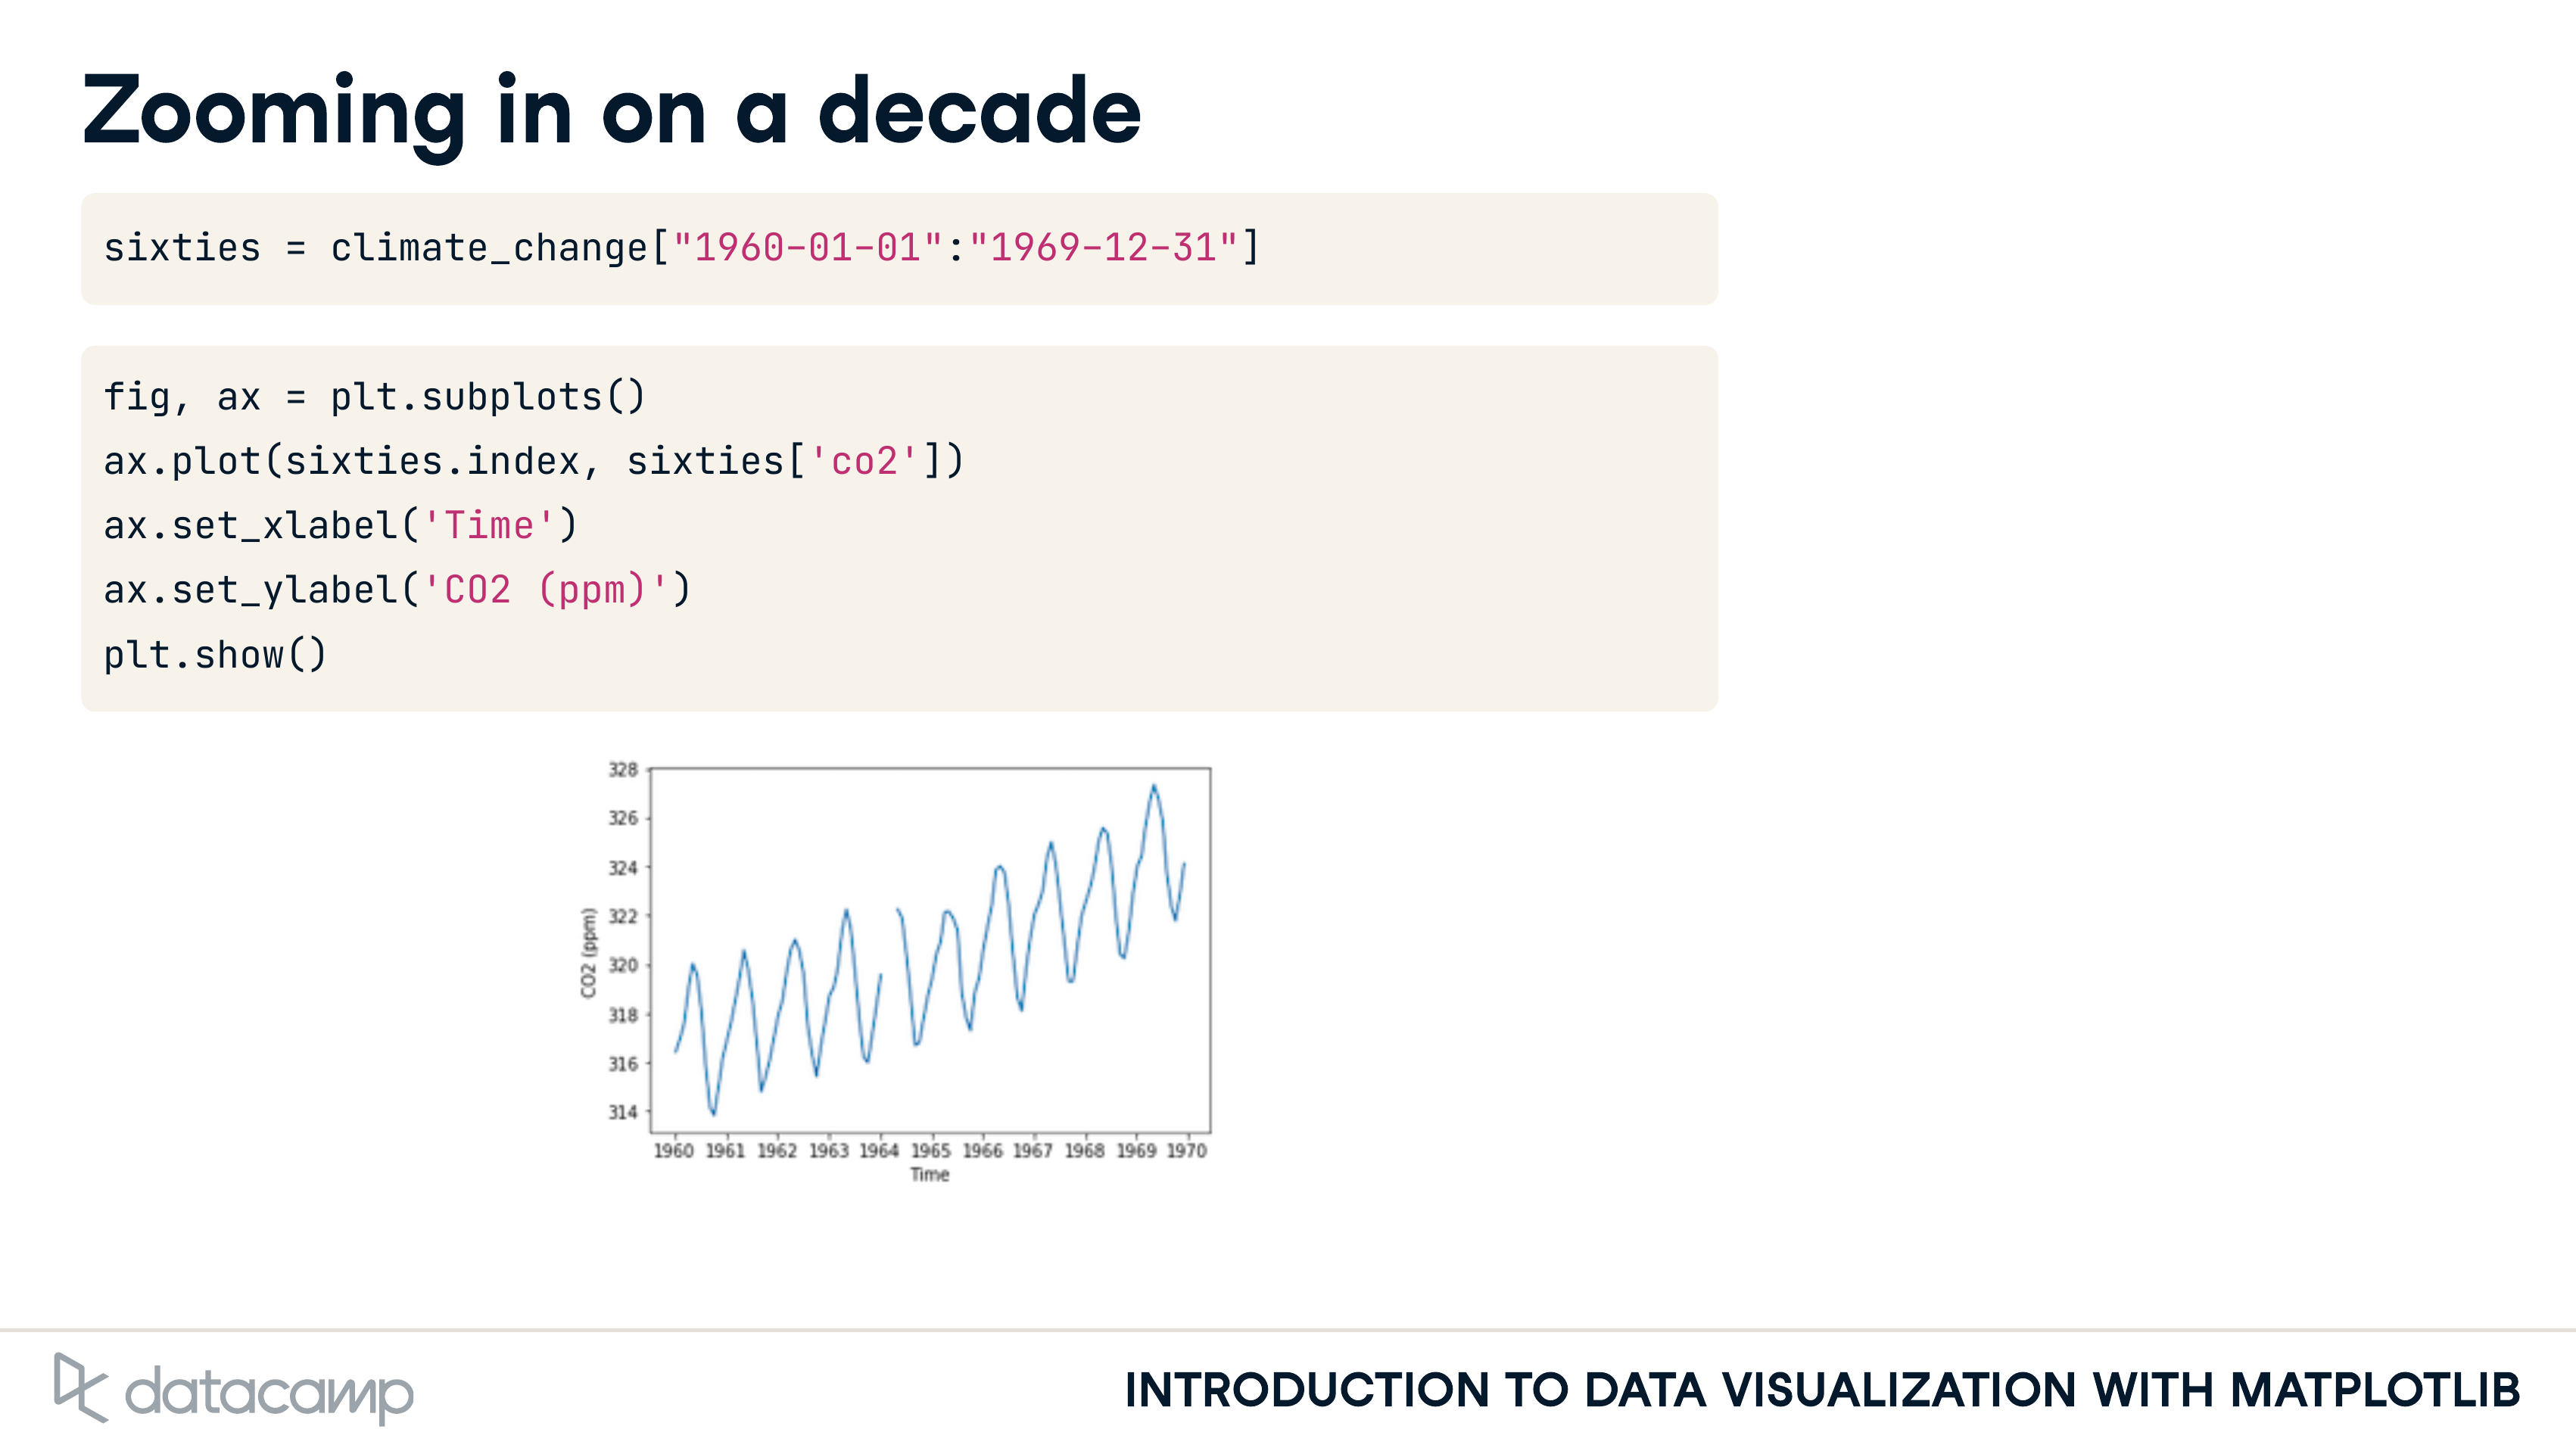 Zooming in on a decade
sixties = climate_change["1960-01-01":"1969-12-31"]
fig, ax = plt.subplots()
ax.plot(sixties.index, sixties['co2'])
ax.set_xlabel('Time')
ax.set_ylabel('CO2 (ppm)')
plt.show()
328
326
324
322
320
318
316
314
CO2 (ppm)
1960 1961 1962 1963 1964 1965 1966 1967 1968 1969 1970
Time
datacamp
INTRODUCTION TO DATA VISUALIZATION WITH MATPLOTLIB